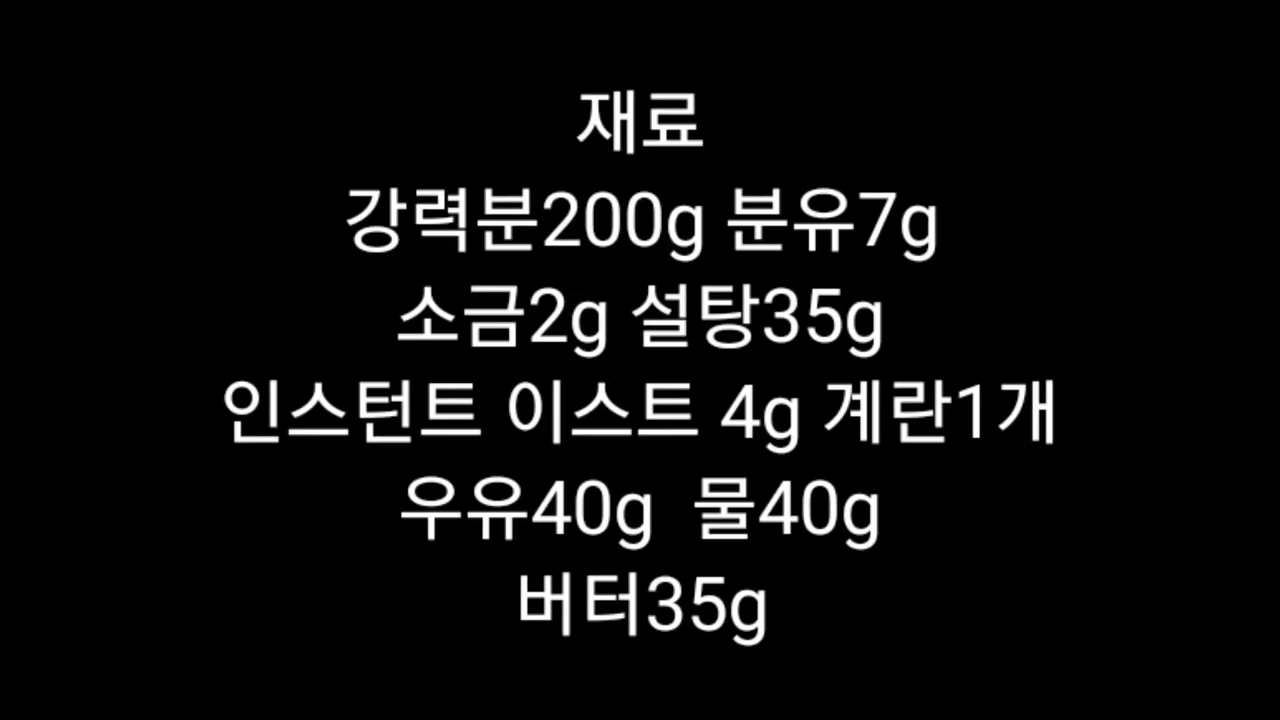 재료
강력분200g 분유7g
소금2g 설탕35g
인스턴트 이스트 4g 계란1개
우유40g 물40g
버터35g